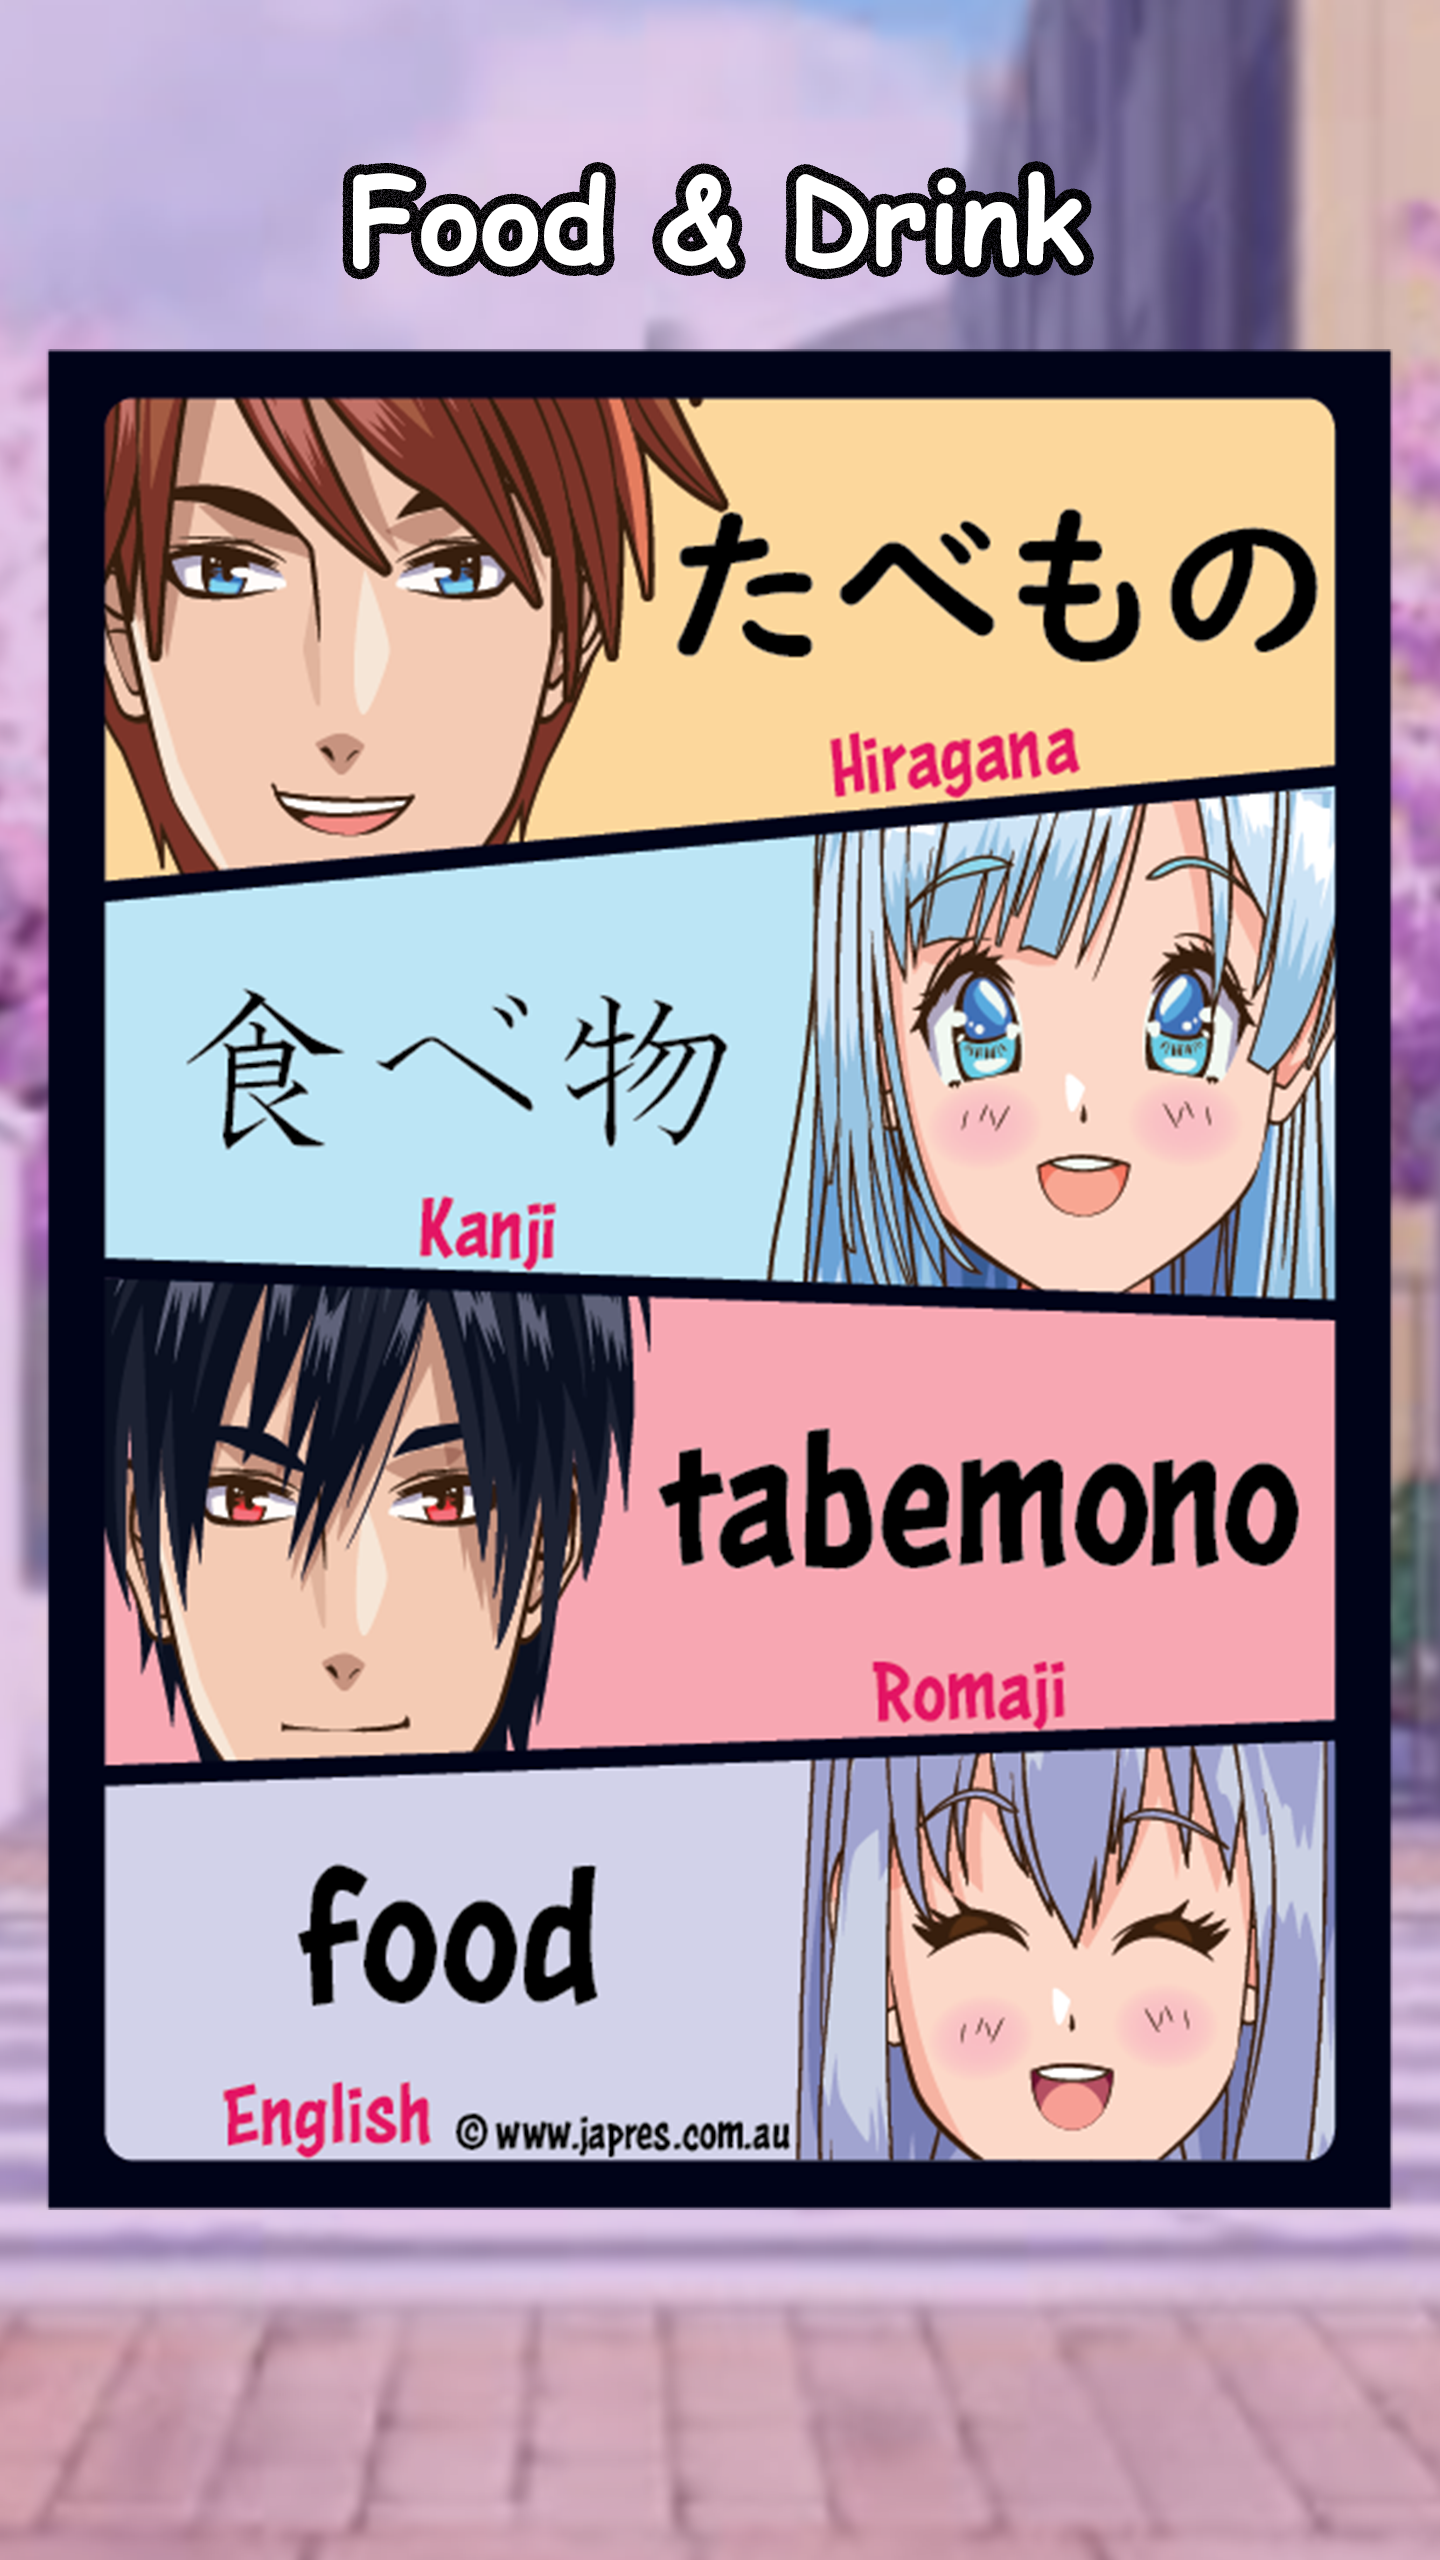 Food & Drink
たべもの
Hiragana
食べ物
Kanji
tabemono
Romaji
food
English
© www.japres.com.au